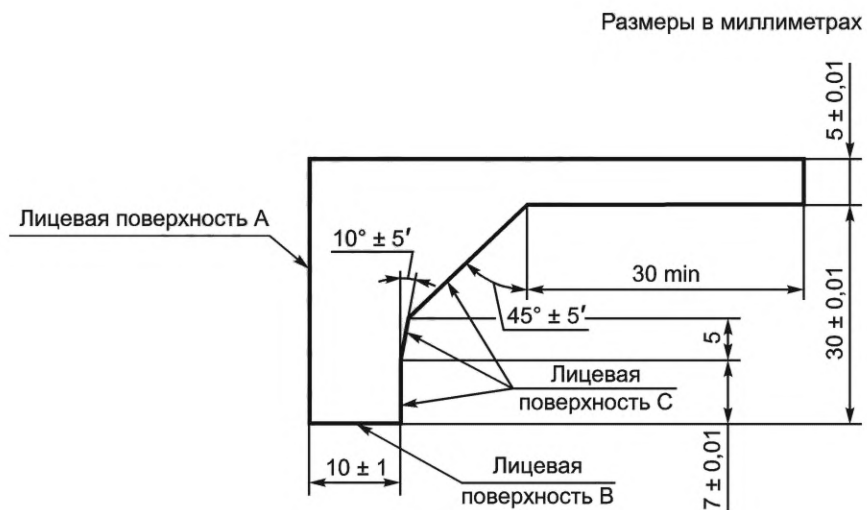 Размеры в миллиметрах
5 ± 0,01
Лицевая поверхность А
10° ± 5′
30 min
45° ± 5′
5
30 ± 0,01
Лицевая
поверхность С
10 ± 1
Лицевая
поверхность В
7 ± 0,01